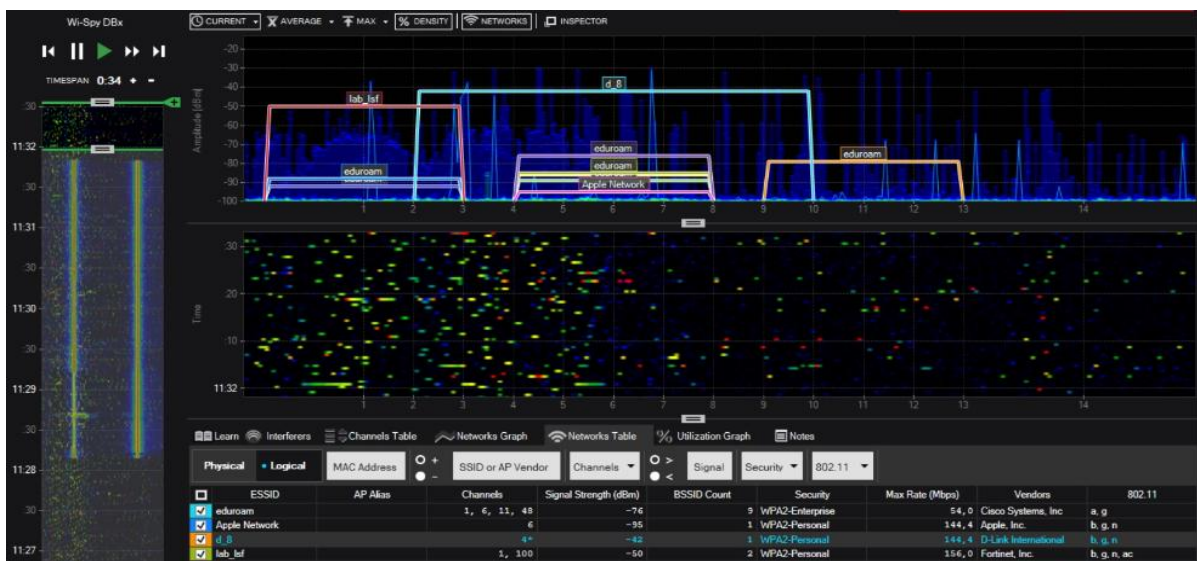 Wi-Spy DBx
CURRENT AVERAGE MAX % DENSITY NETWORKS INSPECTOR
TIMESPAN 0:34 + -
:30
11:32
:30
11:31
:30
11:30
:30
11:29
:30
11:28
:30
11:27
Amplitude [dBm]
-20
-30
-40
-50
-60
-70
-80
-90
-100
d_8
lab_lsf
eduroam
eduroam
eduroam
eduroam
Apple Network
1 2 3 4 5 6 7 8 9 10 11 12 13 14
Time
:30
:20
:10
11:32
1 2 3 4 5 6 7 8 9 10 11 12 13 14
Learn Interferers Channels Table Networks Graph Networks Table Utilization Graph Notes
Physical • Logical MAC Address + - SSID or AP Vendor Channels > < Signal Security 802.11
ESSID AP Alias Channels Signal Strength (dBm) BSSID Count Security Max Rate (Mbps) Vendors 802.11
eduroam 1, 6, 11, 48 -76 9 WPA2-Enterprise 54,0 Cisco Systems, Inc a, g
Apple Network 6 -95 1 WPA2-Personal 144,4 Apple, Inc. b, g, n
d_8 4* -42 1 WPA2-Personal 144,4 D-Link International b, g, n
lab_lsf 1, 100 -50 2 WPA2-Personal 156,0 Fortinet, Inc. b, g, n, ac